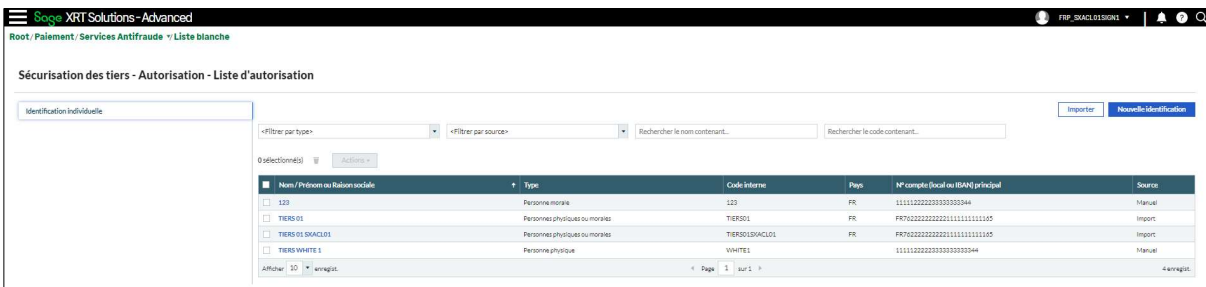 Sage XRT Solutions - Advanced FRP_SXACL01SIGN1
Root / Paiement / Services Antifraude / Liste blanche
Sécurisation des tiers - Autorisation - Liste d'autorisation
Identification individuelle Importer Nouvelle identification
<Filtrer par type> <Filtrer par source> Rechercher le nom contenant... Rechercher le code contenant...
0 sélectionné(s) Actions
Nom / Prénom ou Raison sociale Type Code interne Pays N° compte (local ou IBAN) principal Source
123 Personne morale 123 FR Manuel
TIERS 01 Personnes physiques ou morales TIERS01 FR Import
TIERS 01 SXACL01 Personnes physiques ou morales TIERS01SXACL01 FR Import
TIERS WHITE 1 Personne physique WHITE1 Manuel
Afficher 10 enregist. Page 1 sur 1 4 enregist.